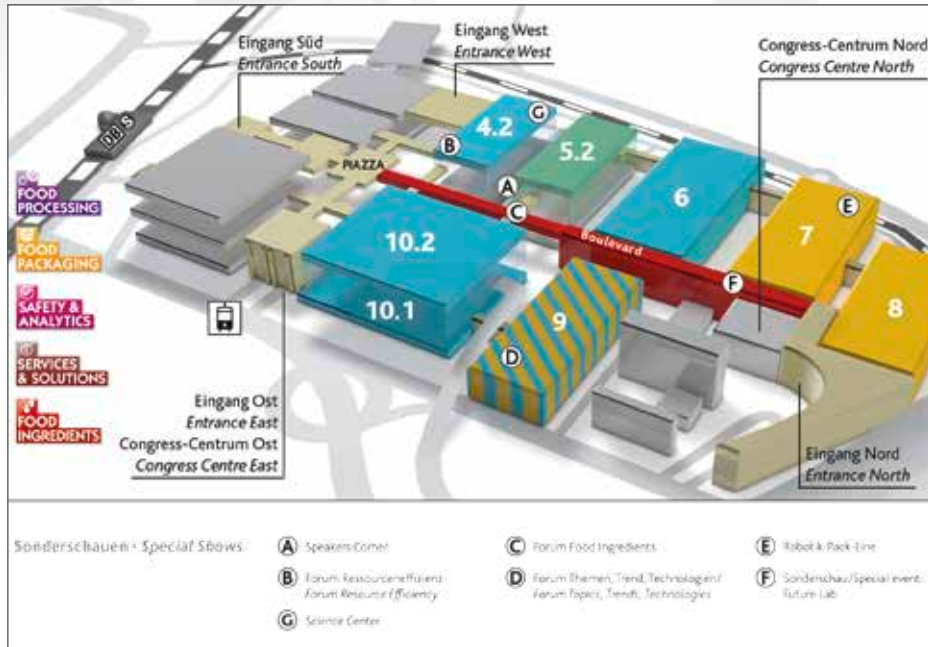 Eingang Süd
Entrance South
Eingang West
Entrance West
Congress-Centrum Nord
Congress Centre North
DB S
PIAZZA
4.2
G
B
5.2
A
C
6
Boulevard
7
E
F
8
10.2
10.1
9
D
FOOD
PROCESSING
FOOD
PACKAGING
SAFETY &
ANALYTICS
SERVICES
& SOLUTIONS
FOOD
INGREDIENTS
Eingang Ost
Entrance East
Congress-Centrum Ost
Congress Centre East
Eingang Nord
Entrance North
Sonderschauen • Special Shows
A Speakers Corner
B Forum Ressourceneffizienz
Forum Resource Efficiency
G Science Center
C Forum Food Ingredients
D Forum Themen, Trend, Technologien/
Forum Topics, Trends, Technologies
E Robotik-Pack-Line
F Sonderschau/Special event:
Future Lab